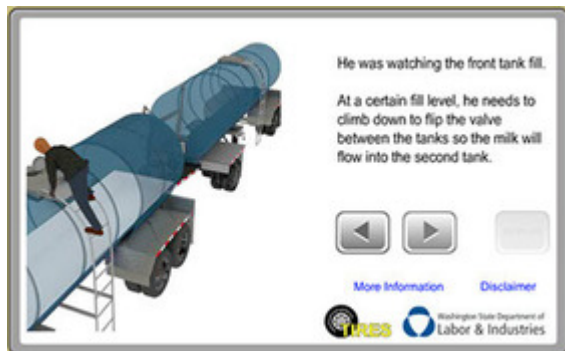 He was watching the front tank fill.
At a certain fill level, he needs to
climb down to flip the valve
between the tanks so the milk will
flow into the second tank.
More Information
Disclaimer
TIRES
Washington State Department of
Labor & Industries